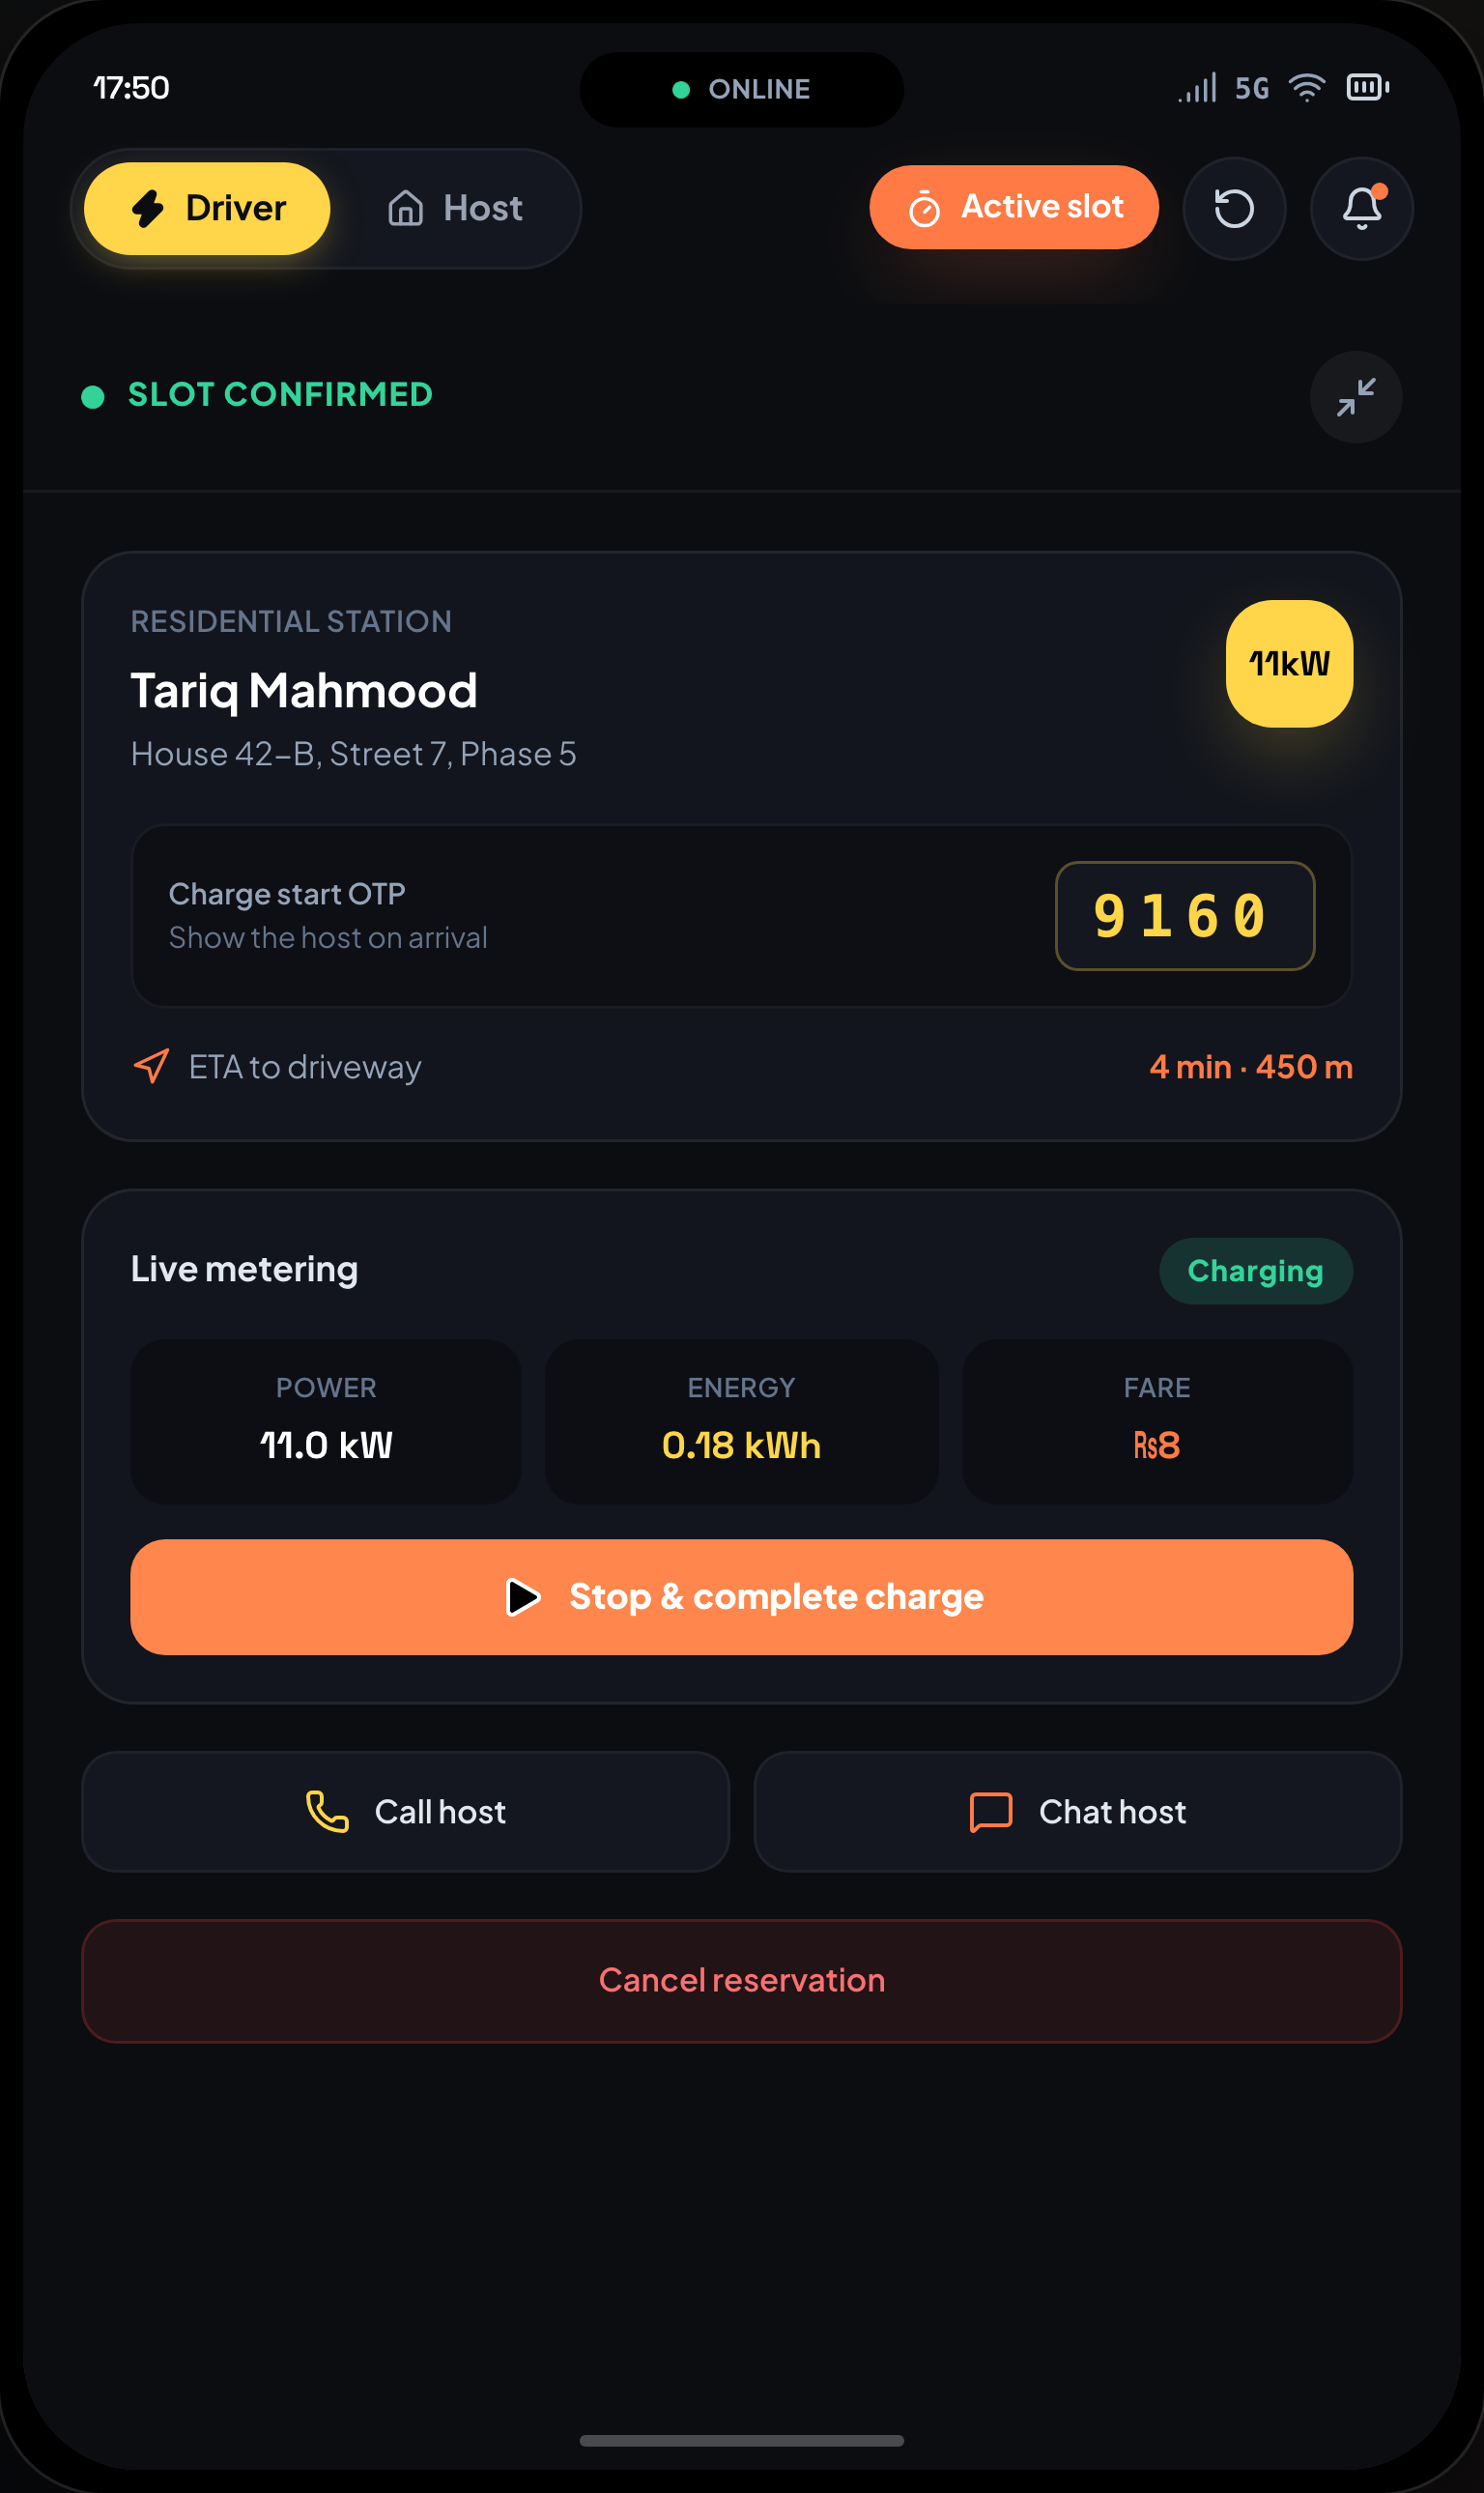 17:50
ONLINE
5G
Driver
Host
Active slot
SLOT CONFIRMED
RESIDENTIAL STATION
Tariq Mahmood
11kW
House 42-B, Street 7, Phase 5
Charge start OTP
Show the host on arrival
9160
ETA to driveway
4 min · 450 m
Live metering
Charging
POWER
ENERGY
FARE
11.0 kW
0.18 kWh
₨8
Stop & complete charge
Call host
Chat host
Cancel reservation